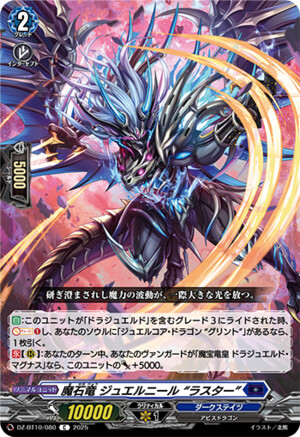 2
グレード
インターセプト
シールド
5000
研ぎ澄まされし魔力の波動が、一際大きな光を放つ。
自:このユニットが「ドラジュエルド」を含むグレード3にライドされた時、
(1)し、あなたのソウルに「ジュエルコア・ドラゴン “グリント”」があるなら、
1枚引く。
永:あなたのターン中、あなたのヴァンガードが「魔宝竜皇 ドラジュエルド・
マグナス」なら、このユニットの+5000。
ノーマルユニット
魔石竜 ジュエルニール “ラスター”
パワー
10000
+
クリティカル
1
ダークステイツ
アビスドラゴン
DZ-BT10/080 C 2025
イラスト/北熊